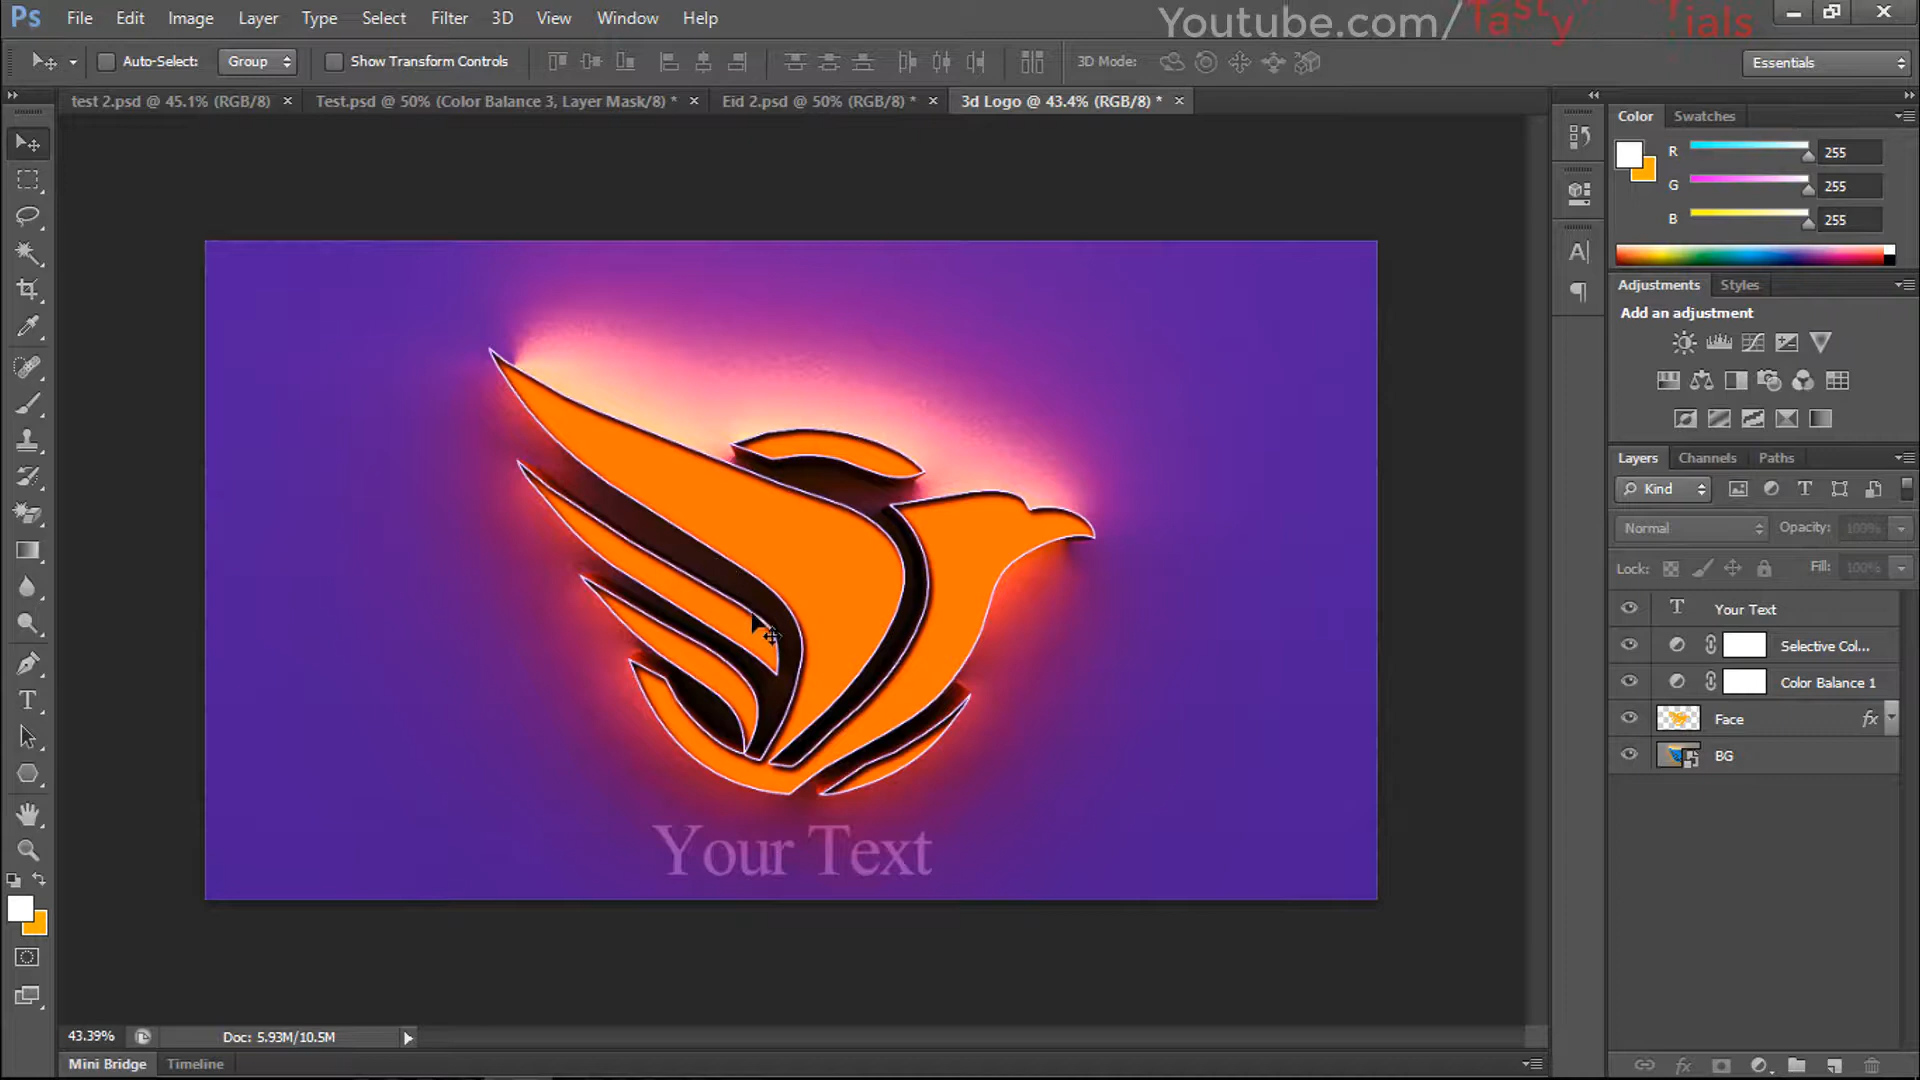 Ps File Edit Image Layer Type Select Filter 3D View Window Help
Youtube.com/
Auto-Select: Group Show Transform Controls 3D Mode: Essentials
test 2.psd @ 45.1% (RGB/8) × Test.psd @ 50% (Color Balance 3, Layer Mask/8) * × Eid 2.psd @ 50% (RGB/8) * × 3d Logo @ 43.4% (RGB/8) * ×
Color Swatches
R 255
G 255
B 255
Adjustments Styles
Add an adjustment
Layers Channels Paths
Kind
Normal Opacity: 100%
Lock: Fill: 100%
Your Text
Selective Col...
Color Balance 1
Face fx
BG
Your Text
43.39% Doc: 5.93M/10.5M
Mini Bridge Timeline